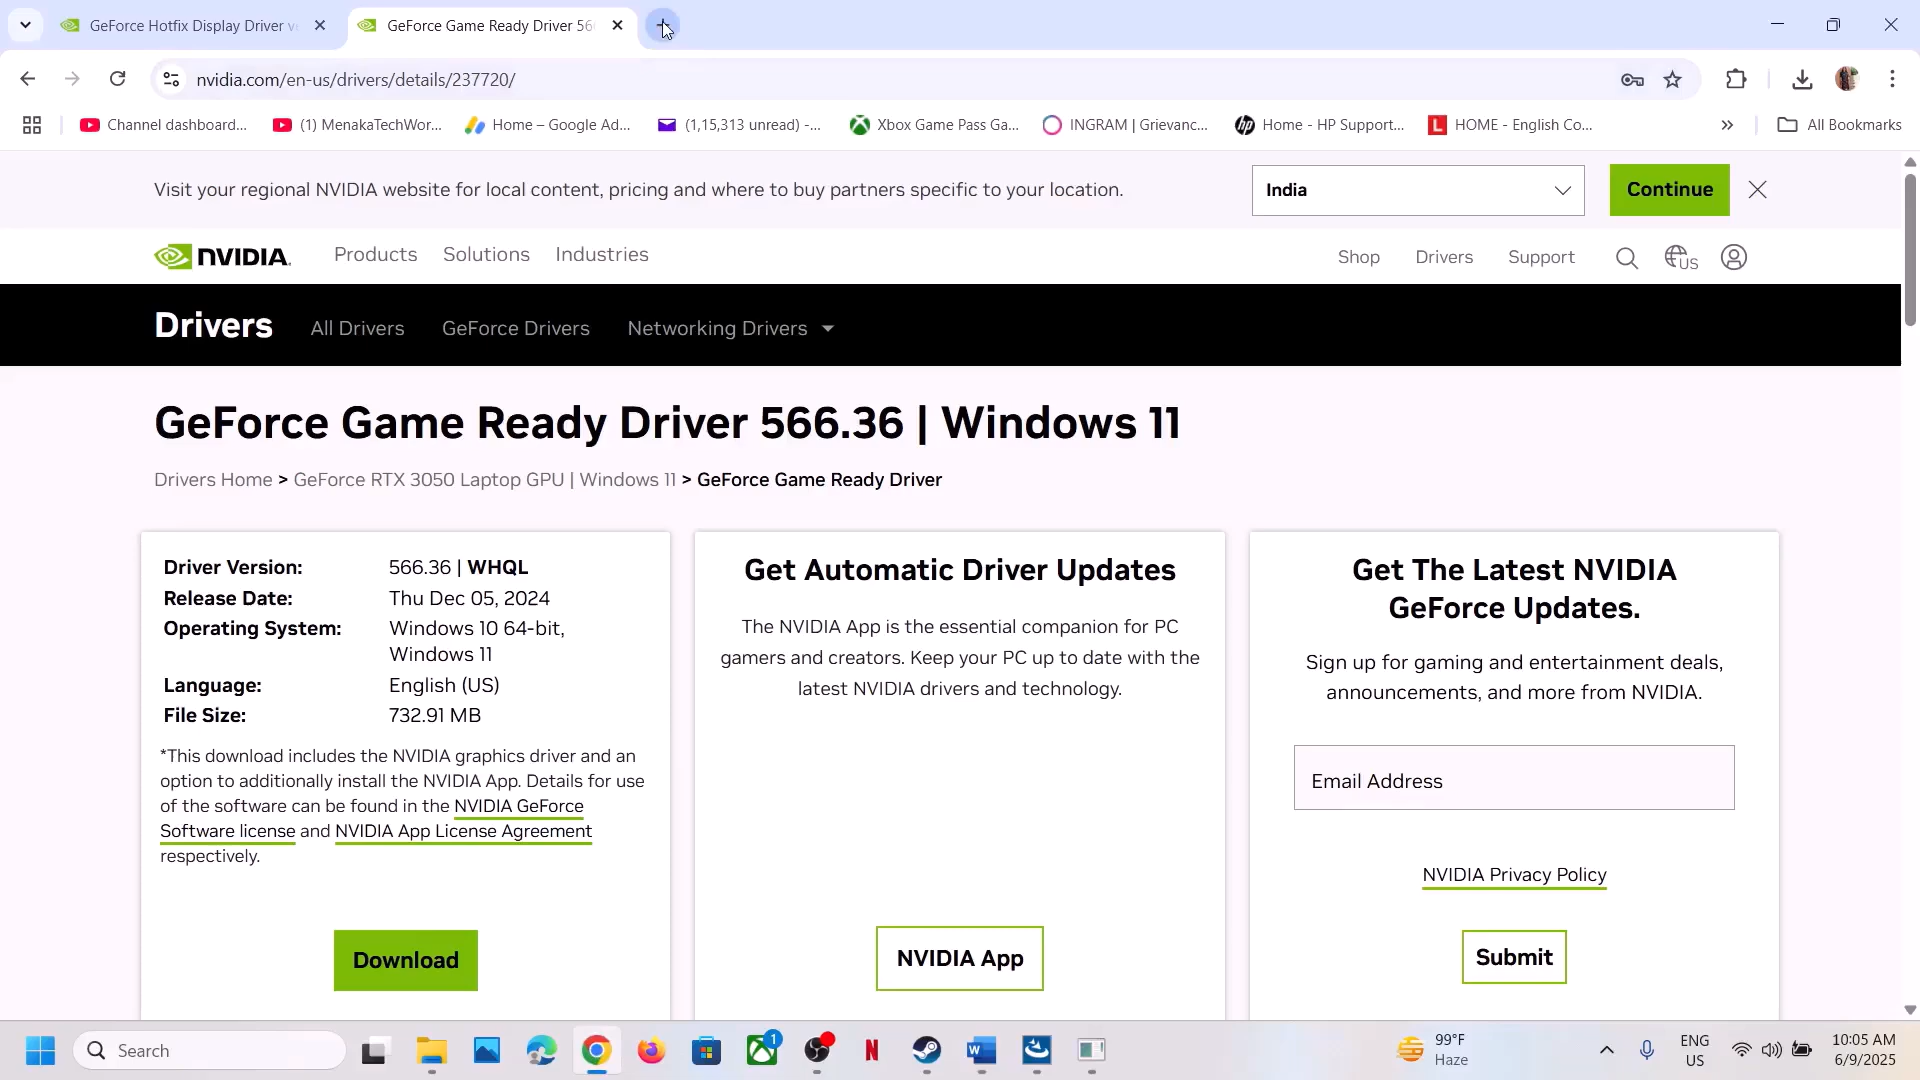 GeForce Hotfix Display Driver v
GeForce Game Ready Driver 56
nvidia.com/en-us/drivers/details/237720/
Channel dashboard...
(1) MenakaTechWor...
Home – Google Ad...
(1,15,313 unread) -...
Xbox Game Pass Ga...
INGRAM | Grievanc...
Home - HP Support...
HOME - English Co...
All Bookmarks
Visit your regional NVIDIA website for local content, pricing and where to buy partners specific to your location.
India
Continue
NVIDIA.
Products
Solutions
Industries
Shop
Drivers
Support
US
Drivers
All Drivers
GeForce Drivers
Networking Drivers
GeForce Game Ready Driver 566.36 | Windows 11
Drivers Home > GeForce RTX 3050 Laptop GPU | Windows 11 > GeForce Game Ready Driver
Driver Version: 566.36 | WHQL
Release Date: Thu Dec 05, 2024
Operating System: Windows 10 64-bit,
Windows 11
Language: English (US)
File Size: 732.91 MB
*This download includes the NVIDIA graphics driver and an
option to additionally install the NVIDIA App. Details for use
of the software can be found in the NVIDIA GeForce
Software license and NVIDIA App License Agreement
respectively.
Download
Get Automatic Driver Updates
The NVIDIA App is the essential companion for PC
gamers and creators. Keep your PC up to date with the
latest NVIDIA drivers and technology.
NVIDIA App
Get The Latest NVIDIA
GeForce Updates.
Sign up for gaming and entertainment deals,
announcements, and more from NVIDIA.
Email Address
NVIDIA Privacy Policy
Submit
Search
1
99°F
Haze
ENG
US
10:05 AM
6/9/2025